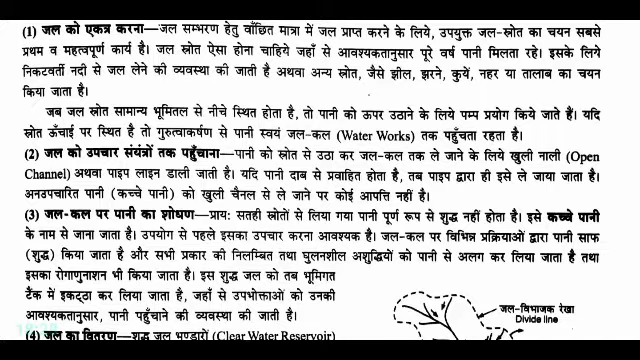 (1) जल को एकत्र करना—जल सम्भरण हेतु वाँछित मात्रा में जल प्राप्त करने के लिये, उपयुक्त जल-स्रोत का चयन सबसे
प्रथम व महत्वपूर्ण कार्य है। जल स्रोत ऐसा होना चाहिये जहाँ से आवश्यकतानुसार पूरे वर्ष पानी मिलता रहे। इसके लिये
निकटवर्ती नदी से जल लेने की व्यवस्था की जाती है अथवा अन्य स्रोत, जैसे झील, झरने, कुयें, नहर या तालाब का चयन
किया जाता है।
जब जल स्रोत सामान्य भूमितल से नीचे स्थित होता है, तो पानी को ऊपर उठाने के लिये पम्प प्रयोग किये जाते हैं। यदि
स्रोत ऊँचाई पर स्थित है तो गुरुत्वाकर्षण से पानी स्वयं जल-कल (Water Works) तक पहुँचता रहता है।
(2) जल को उपचार संयंत्रों तक पहुँचाना—पानी को स्रोत से उठा कर जल-कल तक ले जाने के लिये खुली नाली (Open
Channel) अथवा पाइप लाइन डाली जाती है। यदि पानी दाब से प्रवाहित होता है, तब पाइप द्वारा ही इसे ले जाया जाता है।
अनउपचारित पानी (कच्चे पानी) को खुली चैनल से ले जाने पर कोई आपत्ति नहीं है।
(3) जल-कल पर पानी का शोधण—प्रायः सतही स्रोतों से लिया गया पानी पूर्ण रूप से शुद्ध नहीं होता है। इसे कच्चे पानी
के नाम से जाना जाता है। उपयोग से पहले इसका उपचार करना आवश्यक है। जल-कल पर विभिन्न प्रक्रियाओं द्वारा पानी साफ
(शुद्ध) किया जाता है और सभी प्रकार की निलम्बित तथा घुलनशील अशुद्धियों को पानी से अलग कर लिया जाता है तथा
इसका रोगाणुनाशन भी किया जाता है। इस शुद्ध जल को तब भूमिगत
टैंक में इकट्ठा कर लिया जाता है, जहाँ से उपभोक्ताओं को उनकी
आवश्यकतानुसार, पानी पहुँचाने की व्यवस्था की जाती है।
(4) जल का वितरण— शुद्ध जल भण्डारों (Clear Water Reservoir)
जल-विभाजक रेखा
Divide line